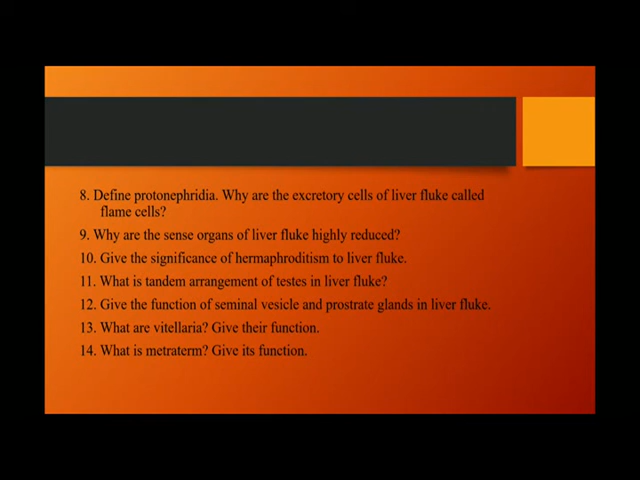 8. Define protonephridia. Why are the excretory cells of liver fluke called
flame cells?
9. Why are the sense organs of liver fluke highly reduced?
10. Give the significance of hermaphroditism to liver fluke.
11. What is tandem arrangement of testes in liver fluke?
12. Give the function of seminal vesicle and prostrate glands in liver fluke.
13. What are vitellaria? Give their function.
14. What is metraterm? Give its function.